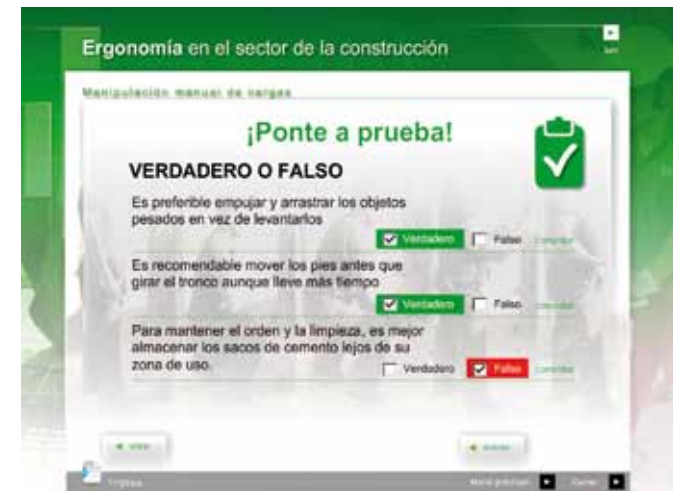 Ergonomía en el sector de la construcción
Manipulación manual de cargas
¡Ponte a prueba!
VERDADERO O FALSO
Es preferible empujar y arrastrar los objetos
pesados en vez de levantarlos
Verdadero Falso
Es recomendable mover los pies antes que
girar el tronco aunque lleve más tiempo
Verdadero Falso
Para mantener el orden y la limpieza, es mejor
almacenar los sacos de cemento lejos de su
zona de uso.
Verdadero Falso